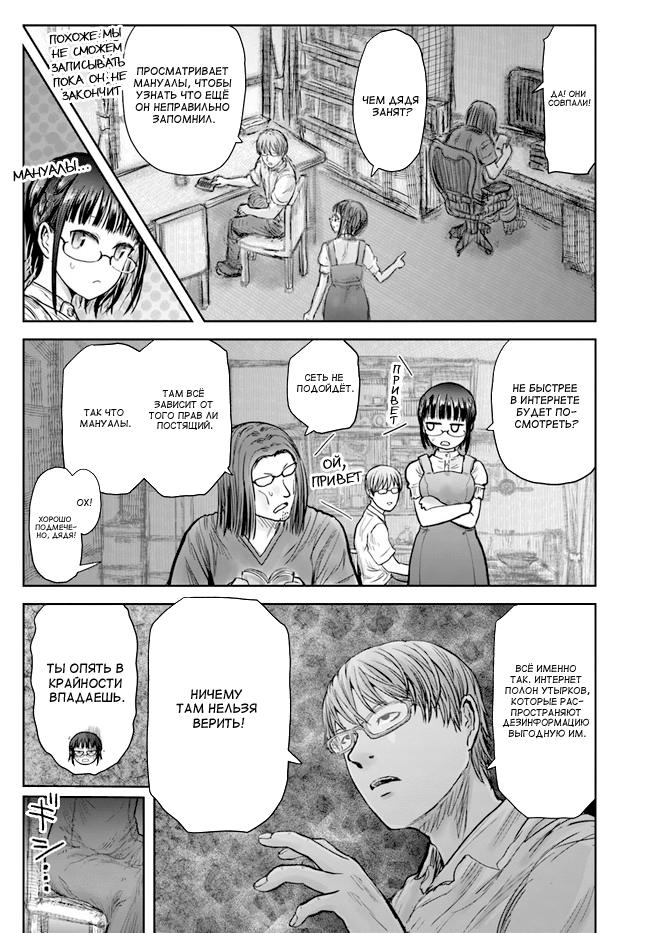 ДА! ОНИ
СОВПАЛИ!
ЧЕМ ДЯДЯ
ЗАНЯТ?
ПРОСМАТРИВАЕТ
МАНУАЛЫ, ЧТОБЫ
УЗНАТЬ ЧТО ЕЩЁ
ОН НЕПРАВИЛЬНО
ЗАПОМНИЛ.
ПОХОЖЕ МЫ
НЕ СМОЖЕМ
ЗАПИСЫВАТЬ
ПОКА ОН НЕ
ЗАКОНЧИТ
МАНУАЛЫ...
НЕ БЫСТРЕЕ
В ИНТЕРНЕТЕ
БУДЕТ ПО-
СМОТРЕТЬ?
ПРИВЕТ
ОЙ,
ПРИВЕТ
СЕТЬ НЕ
ПОДОЙДЁТ.
ТАМ ВСЁ
ЗАВИСИТ ОТ
ТОГО ПРАВ ЛИ
ПОСТЯЩИЙ.
ТАК ЧТО
МАНУАЛЫ.
ОХ!
ХОРОШО
ПОДМЕЧЕ-
НО, ДЯДЯ!
ВСЁ ИМЕННО
ТАК. ИНТЕРНЕТ
ПОЛОН УТЫРКОВ,
КОТОРЫЕ РАС-
ПРОСТРАНЯЮТ
ДЕЗИНФОРМАЦИЮ
ВЫГОДНУЮ ИМ.
НИЧЕМУ
ТАМ НЕЛЬЗЯ
ВЕРИТЬ!
ТЫ ОПЯТЬ В
КРАЙНОСТИ
ВПАДАЕШЬ.
ギ...